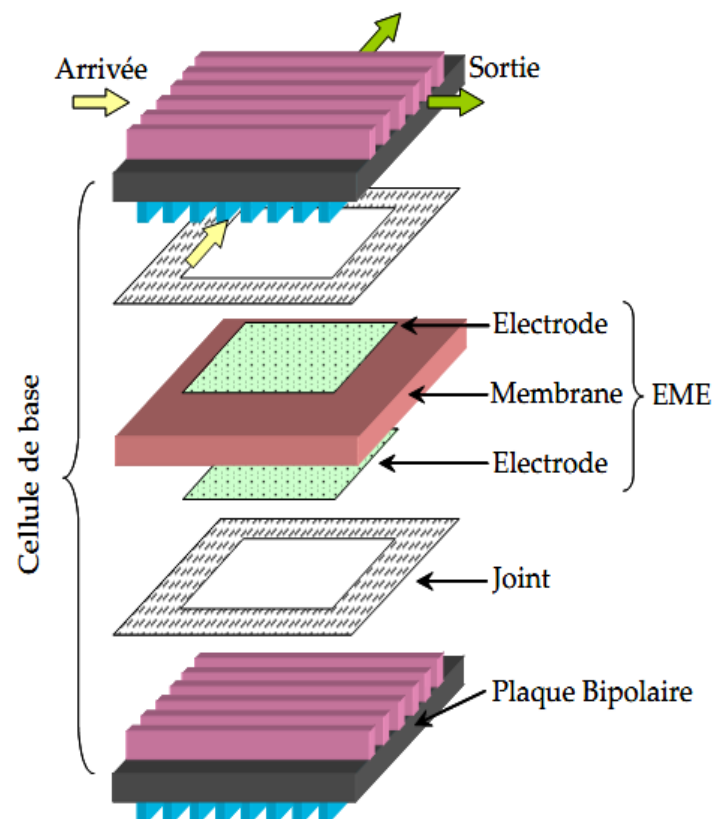 Arrivée
Sortie
Electrode
Membrane
EME
Electrode
Cellule de base
Joint
Plaque Bipolaire